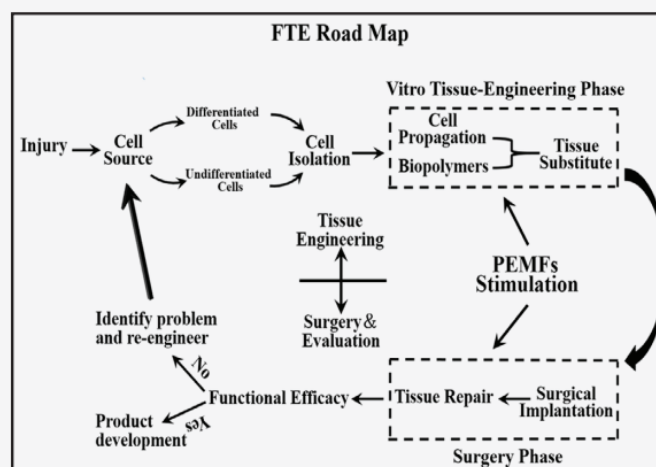 FTE Road Map
Vitro Tissue-Engineering Phase
Injury
Cell
Source
Differentiated
Cells
Undifferentiated
Cells
Cell
Isolation
Cell
Propagation
Biopolymers
Tissue
Substitute
Tissue
Engineering
Surgery&
Evaluation
PEMFs
Stimulation
Identify problem
and re-engineer
No
Yes
Product
development
Functional Efficacy
Tissue Repair
Surgical
Implantation
Surgery Phase